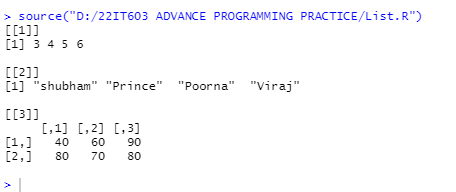 > source("D:/22IT603 ADVANCE PROGRAMMING PRACTICE/List.R")
[[1]]
[1] 3 4 5 6

[[2]]
[1] "shubham" "Prince"  "Poorna"  "Viraj"

[[3]]
     [,1] [,2] [,3]
[1,]   40   60   90
[2,]   80   70   80

>